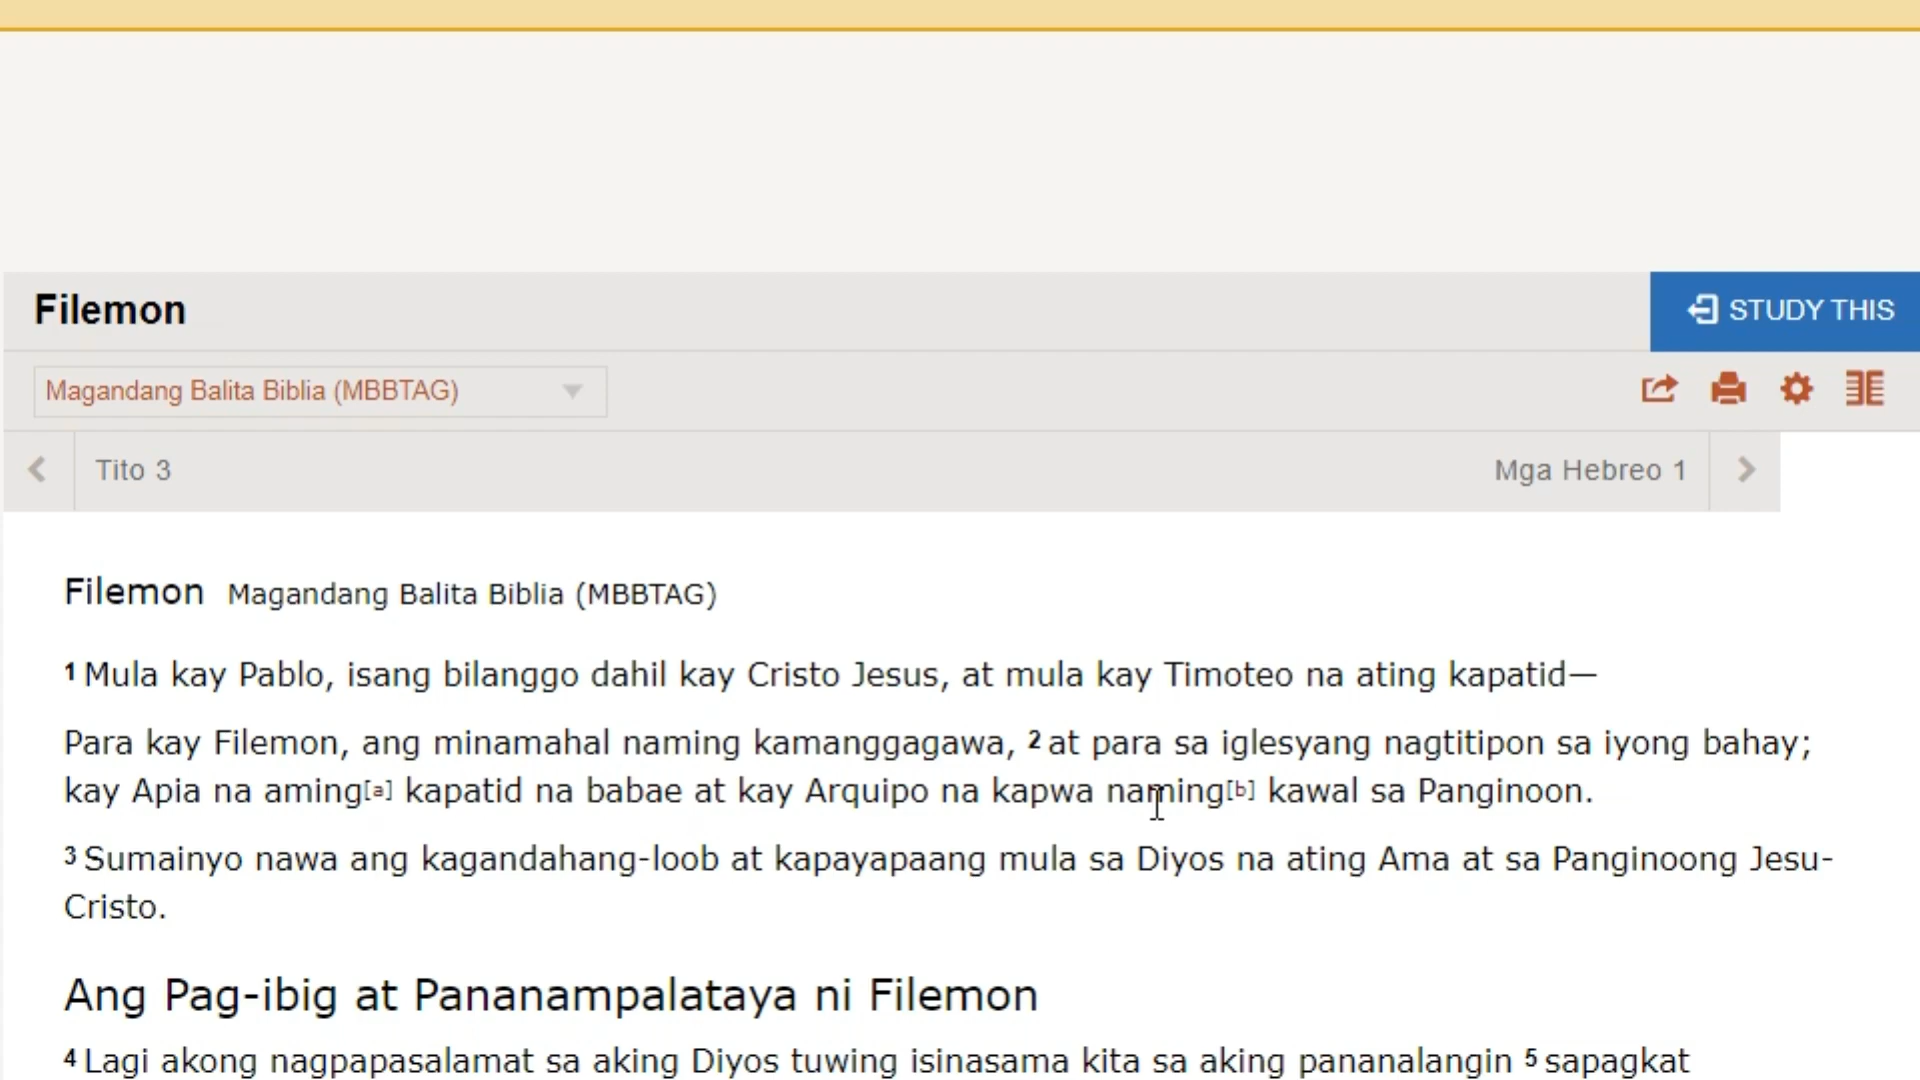 Filemon
STUDY THIS
Magandang Balita Biblia (MBBTAG)
Tito 3
Mga Hebreo 1
Filemon Magandang Balita Biblia (MBBTAG)
1 Mula kay Pablo, isang bilanggo dahil kay Cristo Jesus, at mula kay Timoteo na ating kapatid—
Para kay Filemon, ang minamahal naming kamanggagawa, 2 at para sa iglesyang nagtitipon sa iyong bahay;
kay Apia na aming[a] kapatid na babae at kay Arquipo na kapwa naming[b] kawal sa Panginoon.
3 Sumainyo nawa ang kagandahang-loob at kapayapaang mula sa Diyos na ating Ama at sa Panginoong Jesu-
Cristo.
Ang Pag-ibig at Pananampalataya ni Filemon
4 Lagi akong nagpapasalamat sa aking Diyos tuwing isinasama kita sa aking pananalangin 5 sapagkat